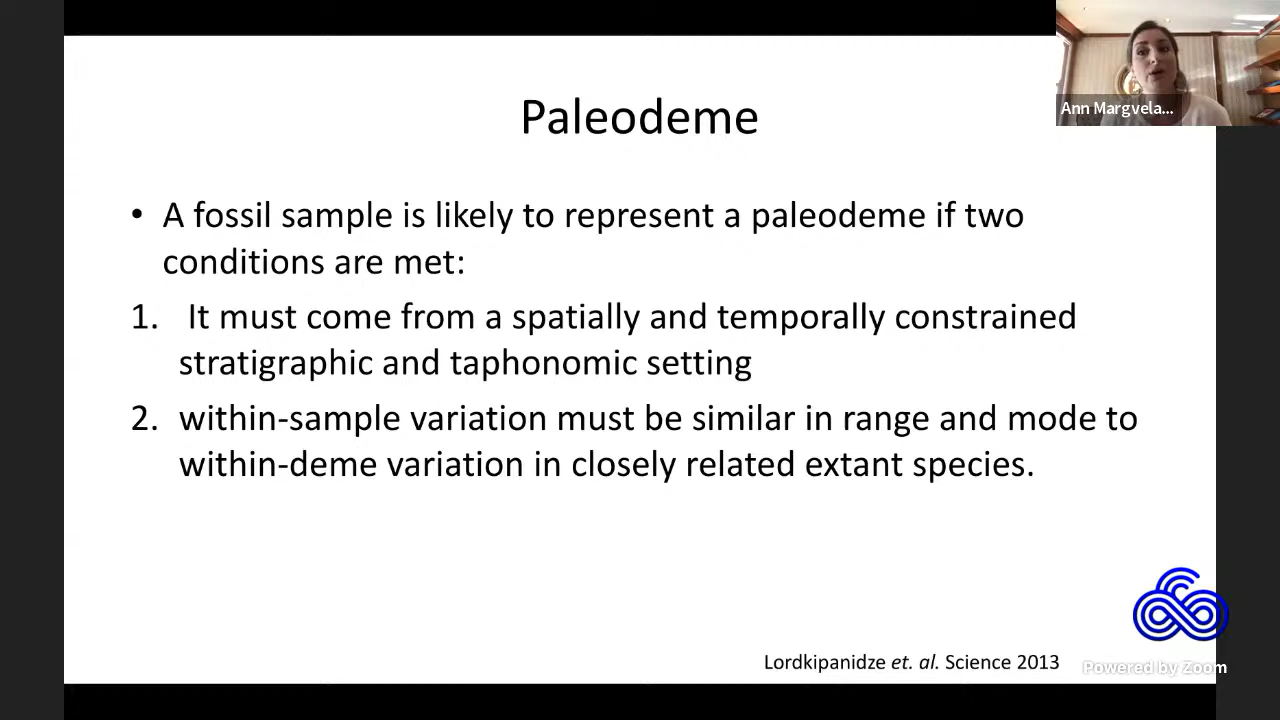 Ann Margvela...
Paleodeme
• A fossil sample is likely to represent a paleodeme if two
conditions are met:
1. It must come from a spatially and temporally constrained
stratigraphic and taphonomic setting
2. within-sample variation must be similar in range and mode to
within-deme variation in closely related extant species.
Lordkipanidze et. al. Science 2013
Powered by Zoom